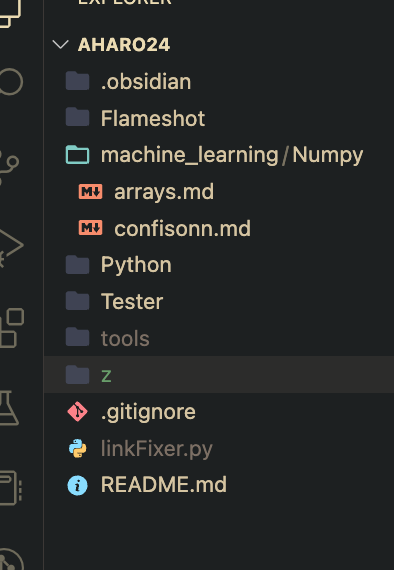 EXPLORER
AHARO24
.obsidian
Flameshot
machine_learning/Numpy
arrays.md
confisonn.md
Python
Tester
tools
z
.gitignore
linkFixer.py
README.md